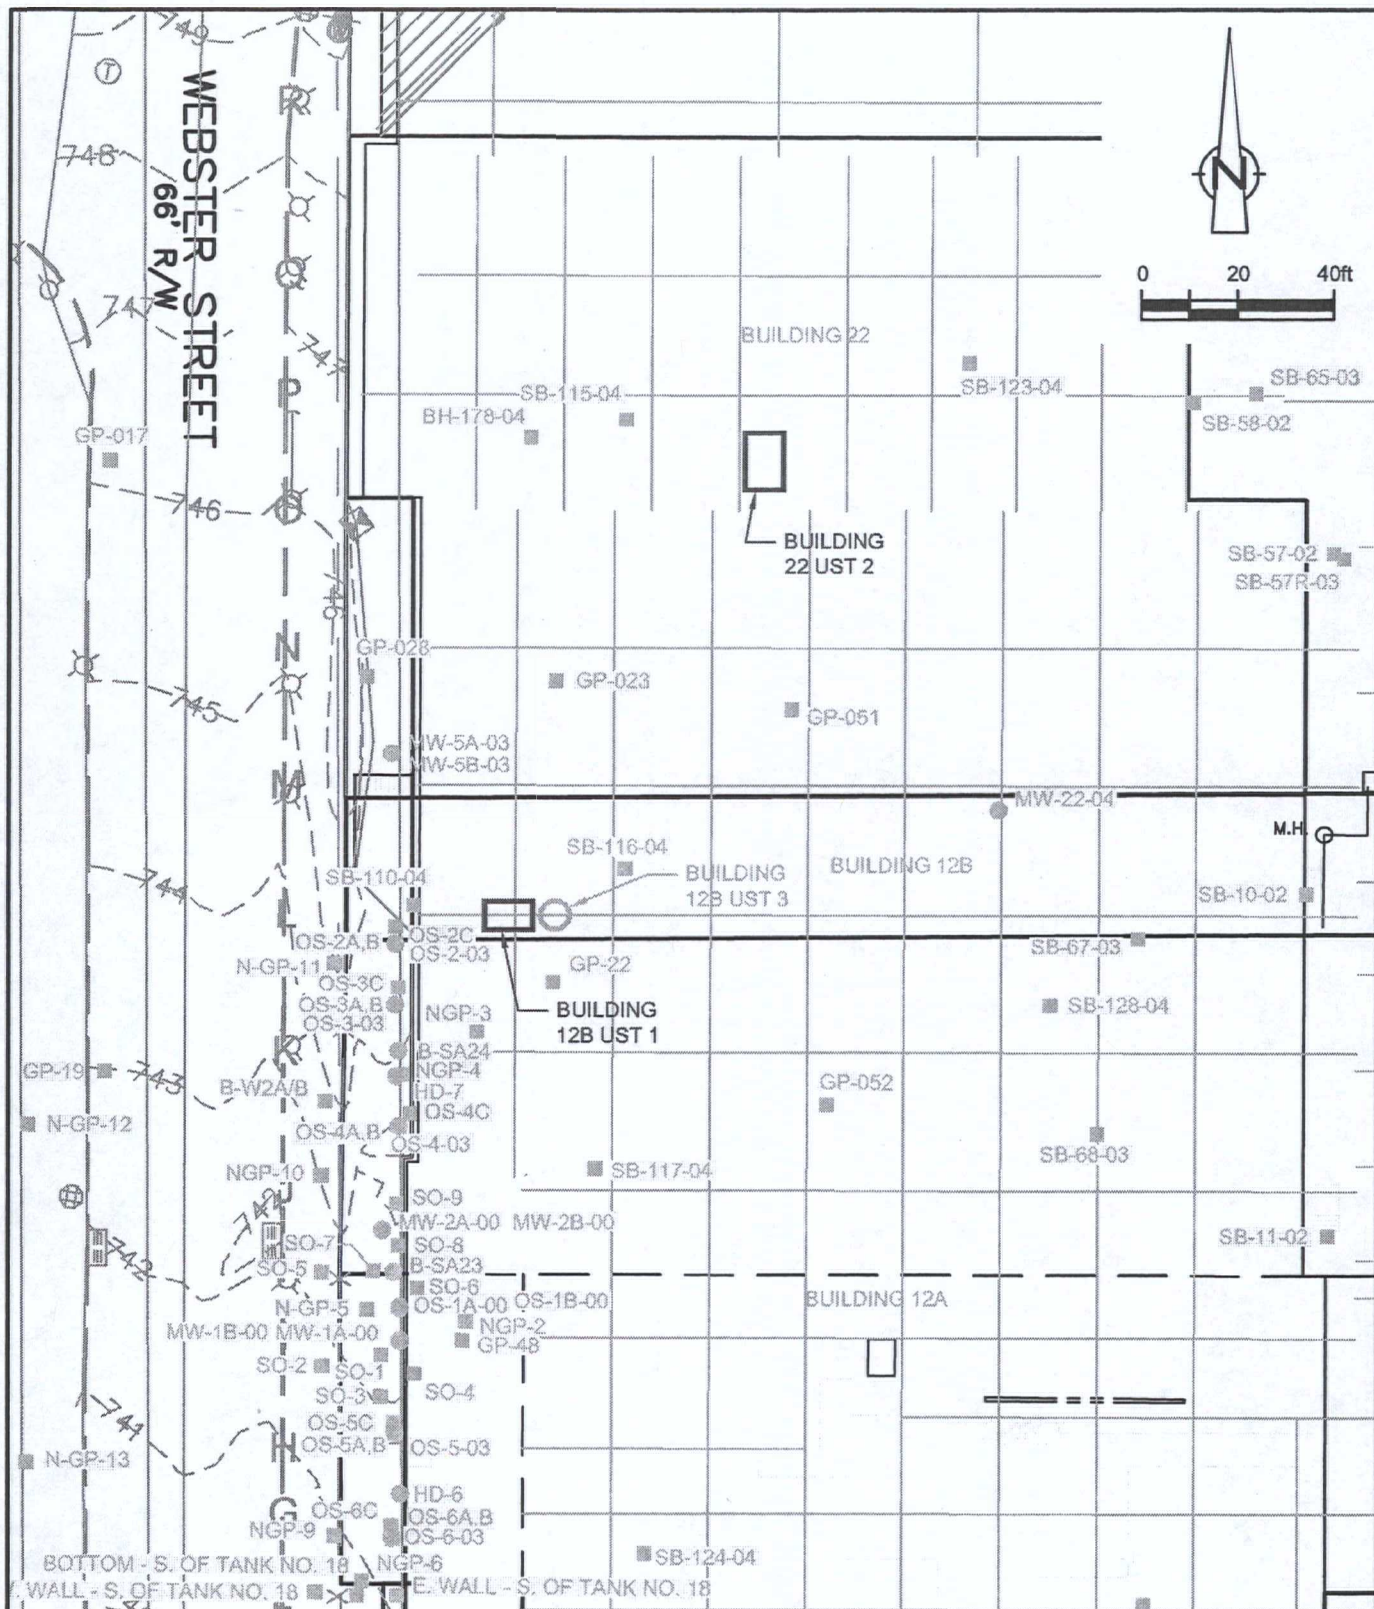 749
T
WEBSTER STREET
66' R/W
748
747
747
N
0 20 40ft
BUILDING 22
SB-115-04
BH-178-04
SB-123-04
SB-65-03
SB-58-02
GP-017
746
746
BUILDING
22 UST 2
SB-57-02
SB-57R-03
GP-028
GP-023
745
GP-051
MW-5A-03
MW-5B-03
MW-22-04
M.H.
SB-116-04
BUILDING
12B UST 3
BUILDING 12B
744
SB-110-04
SB-10-02
OS-2A,B
OS-2C
OS-2-03
SB-67-03
N-GP-11
OS-3C
GP-22
OS-3A,B
OS-3-03
NGP-3
BUILDING
12B UST 1
SB-128-04
B-SA24
GP-19
743
NGP-4
HD-7
B-W2A/B
OS-4C
GP-052
N-GP-12
OS-4A,B
OS-4-03
SB-68-03
NGP-10
SB-117-04
SO-9
742
MW-2A-00 MW-2B-00
SO-7
SO-8
SB-11-02
742
SO-5
B-SA23
SO-6
N-GP-5
OS-1A-00 OS-1B-00
BUILDING 12A
NGP-2
MW-1B-00 MW-1A-00
GP-48
SO-2
SO-1
SO-3
SO-4
741
OS-5C
OS-5A,B
OS-5-03
N-GP-13
HD-6
OS-6C
OS-6A,B
NGP-9
OS-6-03
BOTTOM - S. OF TANK NO. 18
NGP-6
SB-124-04
. WALL - S. OF TANK NO. 18
E. WALL - S. OF TANK NO. 18
R
O
P
O
N
M
I
K
J
H
G